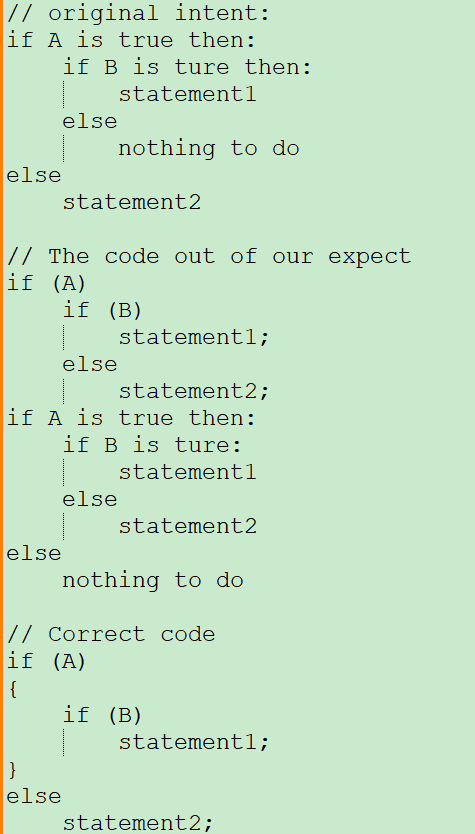 // original intent:
if A is true then:
    if B is ture then:
        statement1
    else
        nothing to do
else
    statement2

// The code out of our expect
if (A)
    if (B)
        statement1;
    else
        statement2;
if A is true then:
    if B is ture:
        statement1
    else
        statement2
else
    nothing to do

// Correct code
if (A)
{
    if (B)
        statement1;
}
else
    statement2;